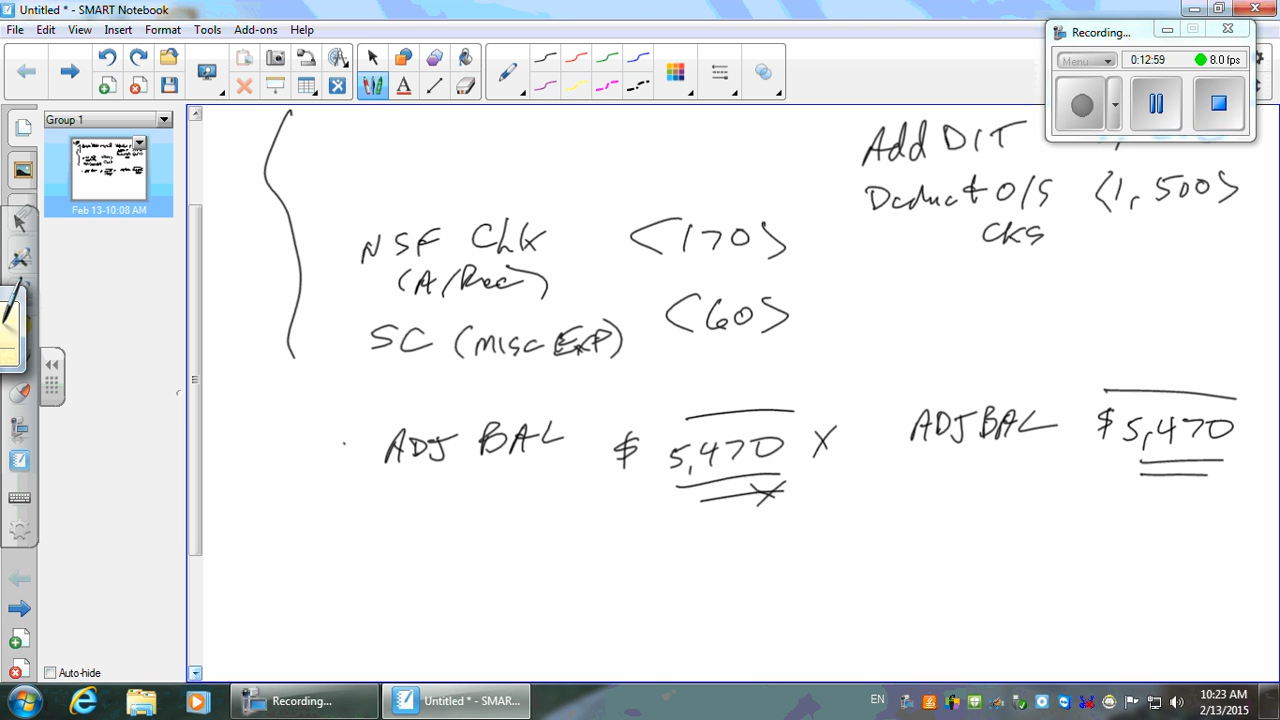 Untitled * - SMART Notebook
File Edit View Insert Format Tools Add-ons Help
Recording...
Menu
0:12:59
8.0 fps
Group 1
Feb 13-10:08 AM
Add DIT
Deduct O/S <1,500>
CKS
NSF CHK <170>
(A/Rec)
SC (MISC EXP) <60>
ADJ BAL $ 5,470 X
ADJ BAL $ 5,470
Auto-hide
Recording...
Untitled * - SMAR...
EN
10:23 AM
2/13/2015